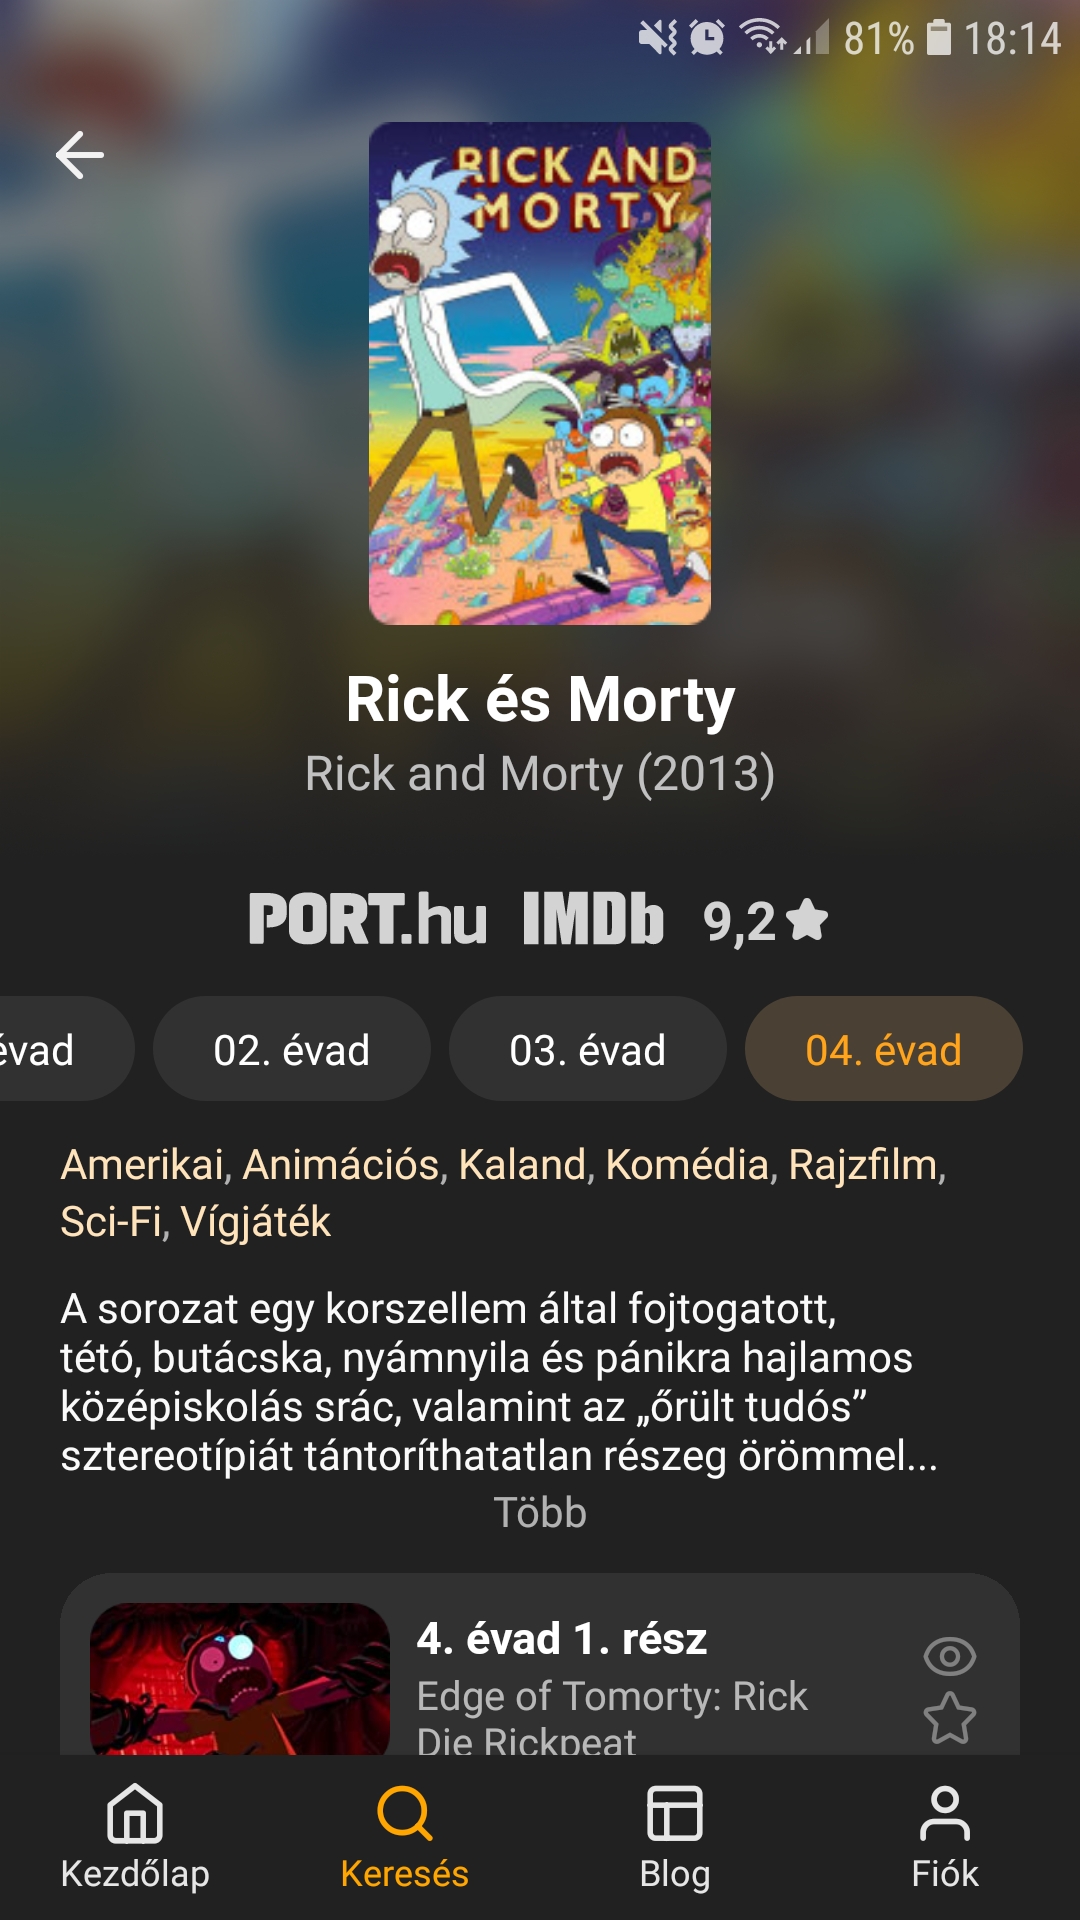 81% 18:14
RICK AND
MORTY
Rick és Morty
Rick and Morty (2013)
PORT.hu IMDb 9,2
évad 02. évad 03. évad 04. évad
Amerikai, Animációs, Kaland, Komédia, Rajzfilm,
Sci-Fi, Vígjáték
A sorozat egy korszellem által fojtogatott,
tétó, butácska, nyámnyila és pánikra hajlamos
középiskolás srác, valamint az „őrült tudós”
sztereotípiát tántoríthatatlan részeg örömmel...
Több
4. évad 1. rész
Edge of Tomorty: Rick
Die Rickpeat
Kezdőlap Keresés Blog Fiók